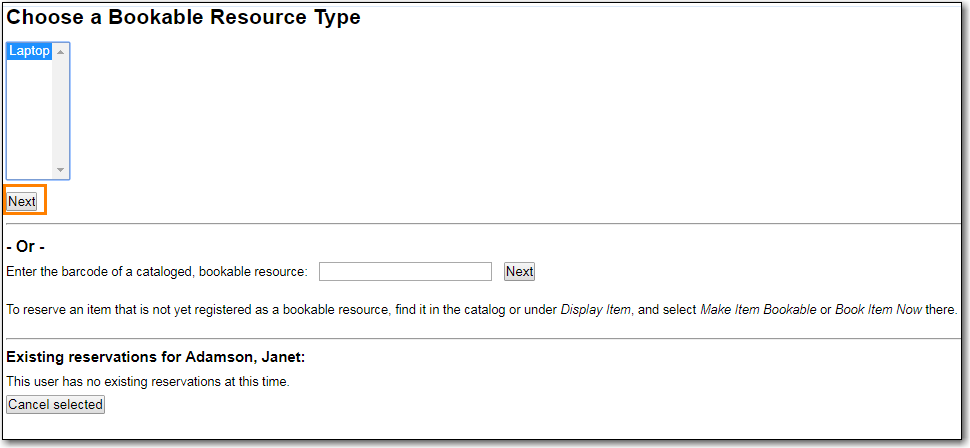 Choose a Bookable Resource Type
Laptop
Next
- Or -
Enter the barcode of a cataloged, bookable resource: Next
To reserve an item that is not yet registered as a bookable resource, find it in the catalog or under Display Item, and select Make Item Bookable or Book Item Now there.
Existing reservations for Adamson, Janet:
This user has no existing reservations at this time.
Cancel selected